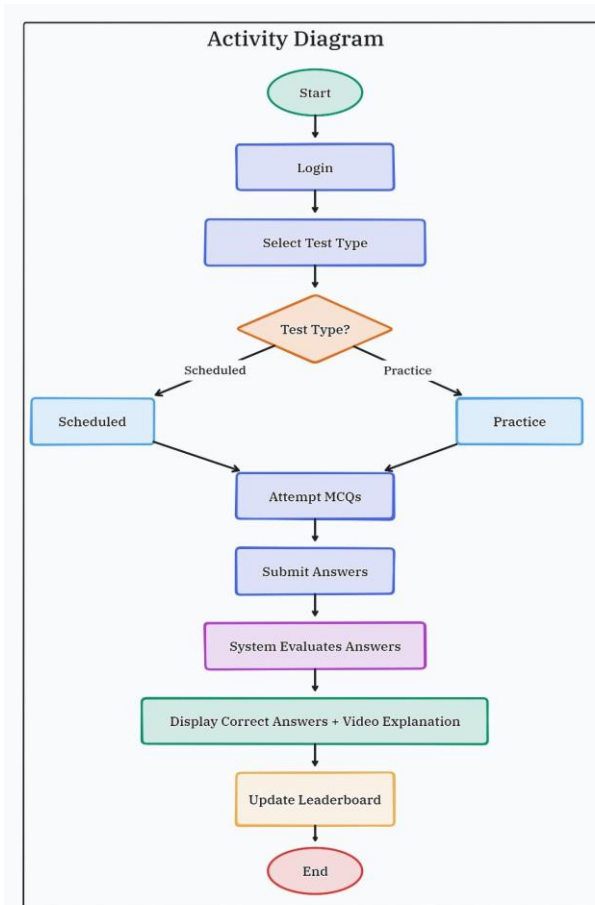 Activity Diagram
Start
Login
Select Test Type
Test Type?
Scheduled
Practice
Scheduled
Practice
Attempt MCQs
Submit Answers
System Evaluates Answers
Display Correct Answers + Video Explanation
Update Leaderboard
End